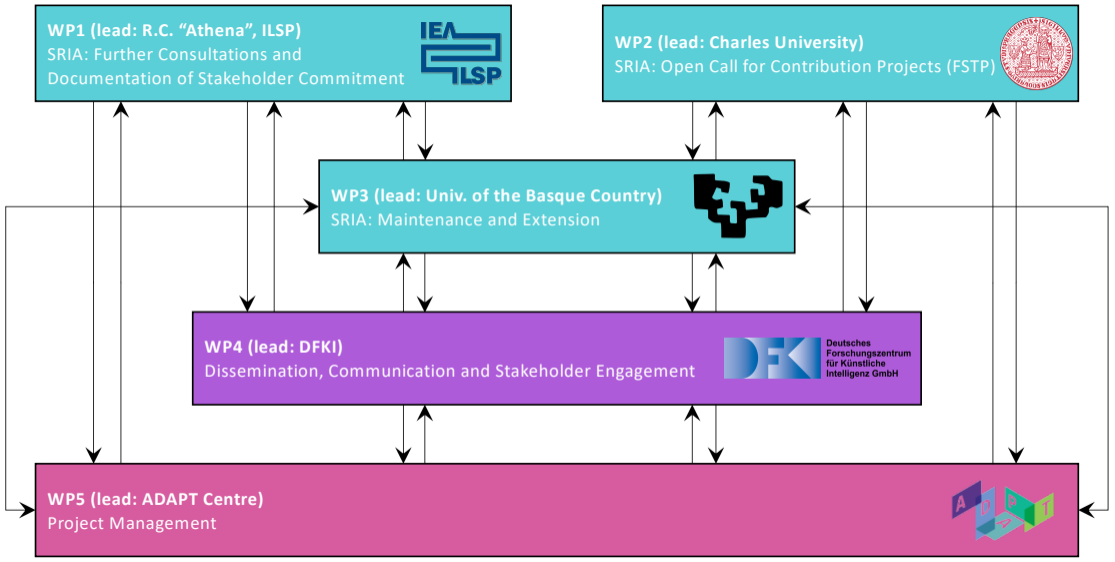 WP1 (lead: R.C. “Athena”, ILSP)
SRIA: Further Consultations and
Documentation of Stakeholder Commitment
ILSP
WP2 (lead: Charles University)
SRIA: Open Call for Contribution Projects (FSTP)
WP3 (lead: Univ. of the Basque Country)
SRIA: Maintenance and Extension
WP4 (lead: DFKI)
Dissemination, Communication and Stakeholder Engagement
DFKI
Deutsches
Forschungszentrum
für Künstliche
Intelligenz GmbH
WP5 (lead: ADAPT Centre)
Project Management
ADAPT